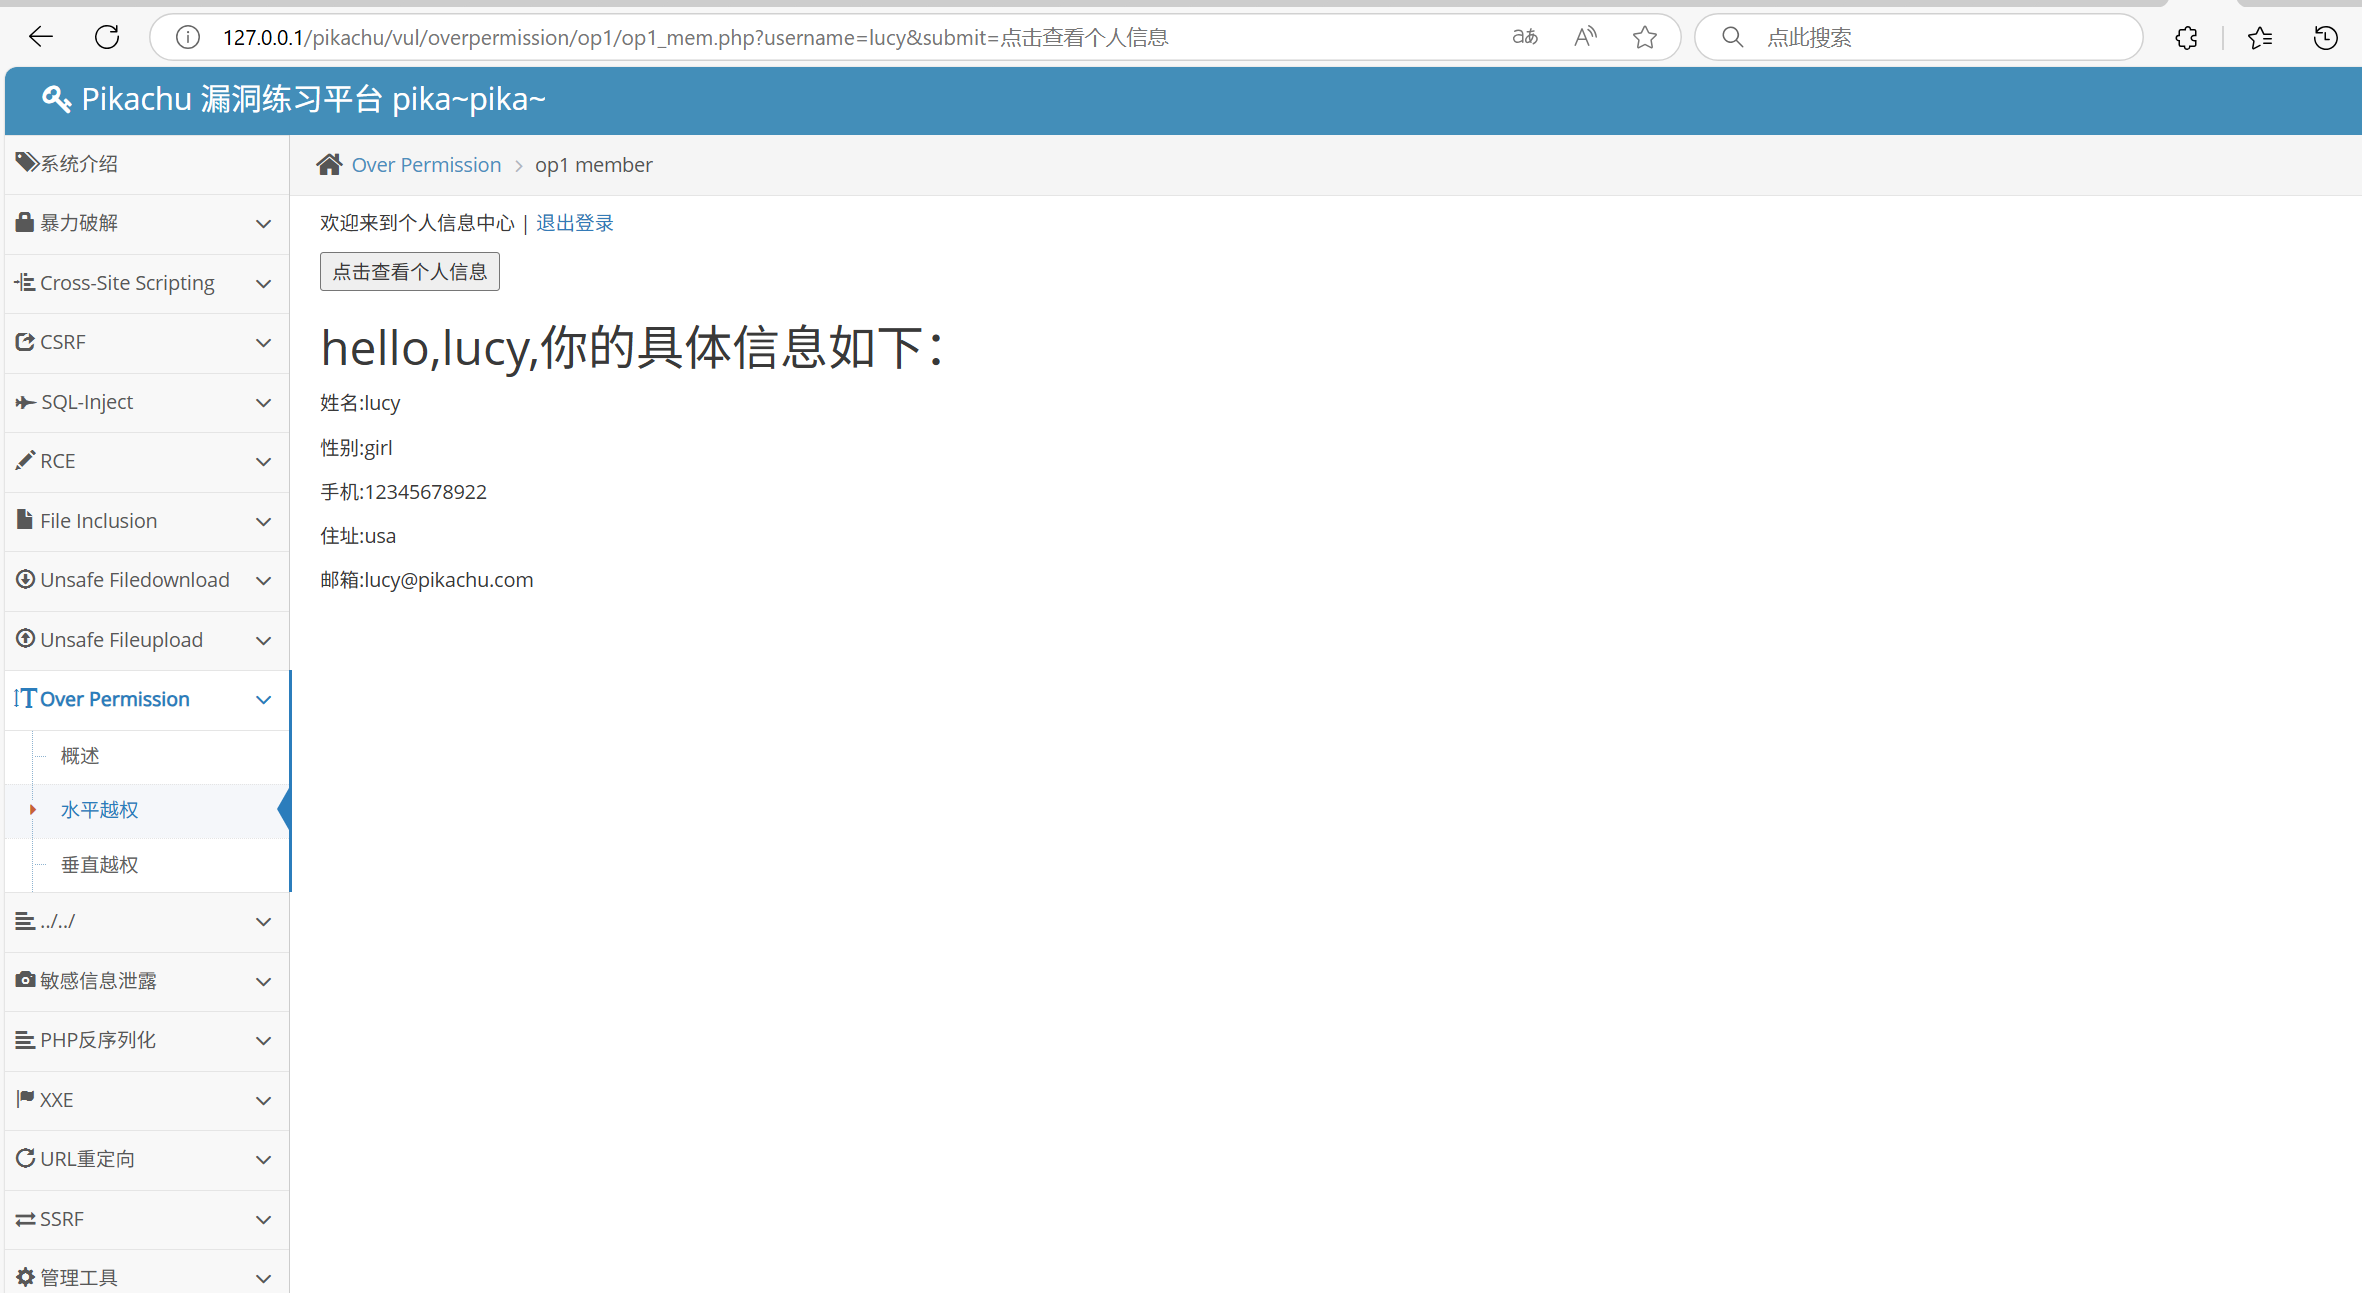 127.0.0.1/pikachu/vul/overpermission/op1/op1_mem.php?username=lucy&submit=点击查看个人信息
aあ
A
点此搜索
Pikachu 漏洞练习平台 pika~pika~
系统介绍
暴力破解
Cross-Site Scripting
CSRF
SQL-Inject
RCE
File Inclusion
Unsafe Filedownload
Unsafe Fileupload
Over Permission
概述
水平越权
垂直越权
../../
敏感信息泄露
PHP反序列化
XXE
URL重定向
SSRF
管理工具
Over Permission > op1 member
欢迎来到个人信息中心 | 退出登录
点击查看个人信息
hello,lucy,你的具体信息如下：
姓名:lucy
性别:girl
手机:12345678922
住址:usa
邮箱:lucy@pikachu.com